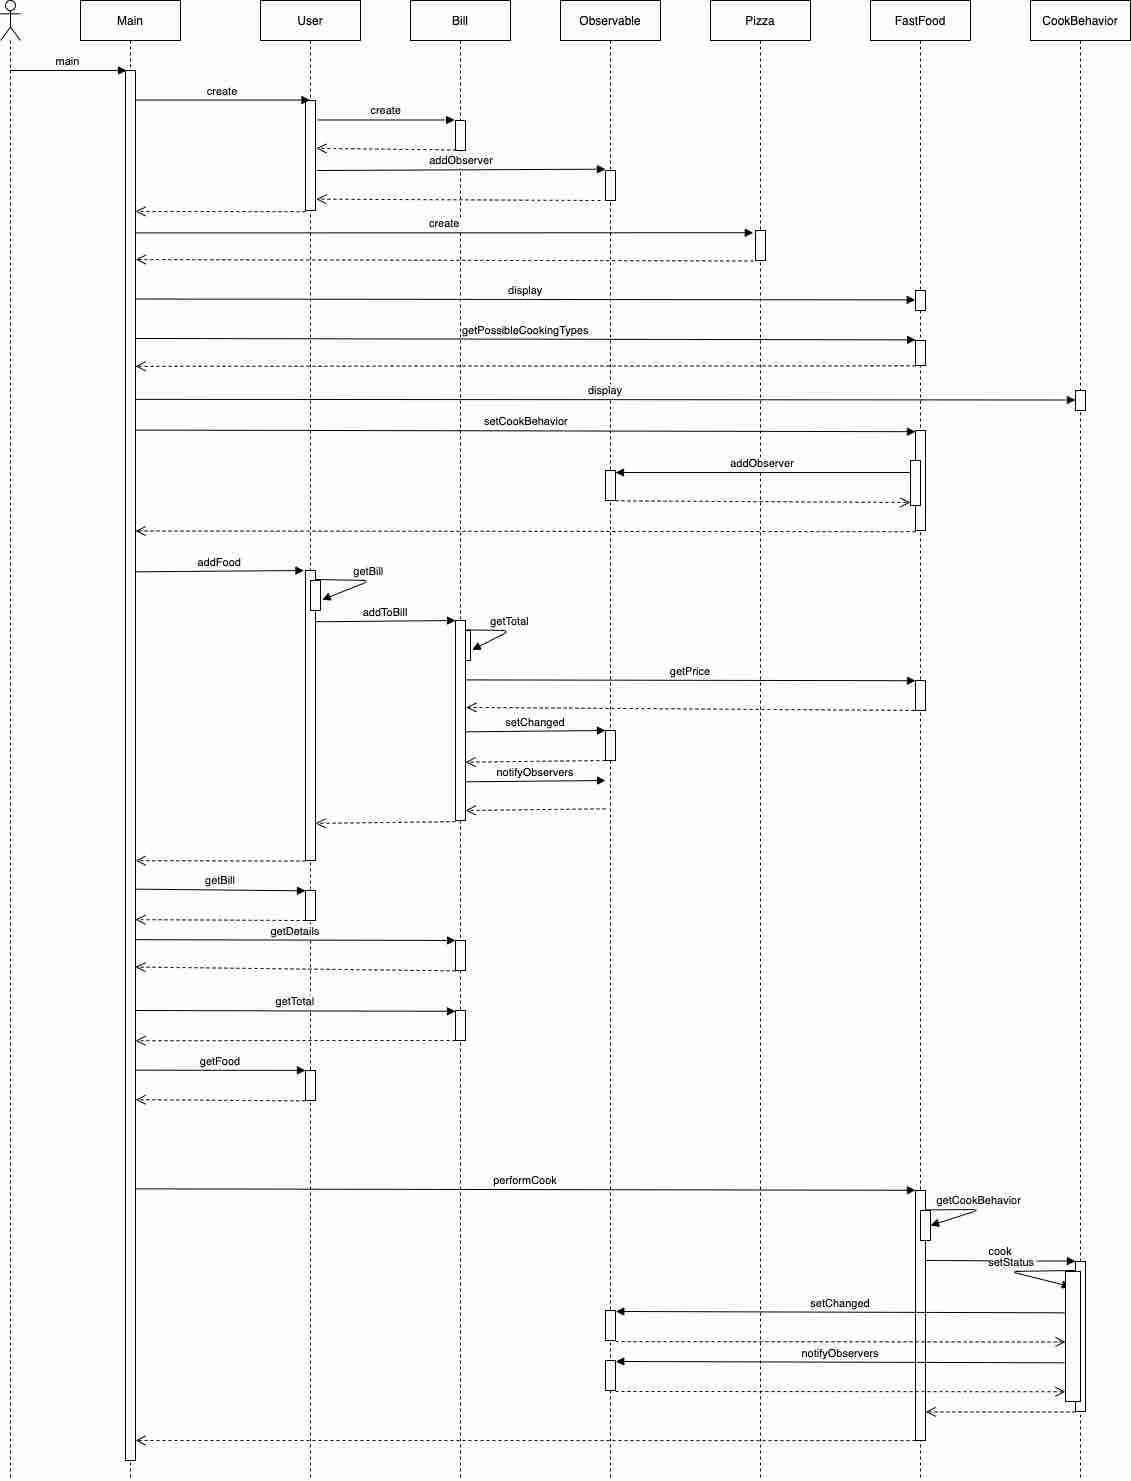 Main
User
Bill
Observable
Pizza
FastFood
CookBehavior
main
create
create
addObserver
create
display
getPossibleCookingTypes
display
setCookBehavior
addObserver
addFood
getBill
addToBill
getTotal
getPrice
setChanged
notifyObservers
getBill
getDetails
getTotal
getFood
performCook
getCookBehavior
cook
setStatus
setChanged
notifyObservers